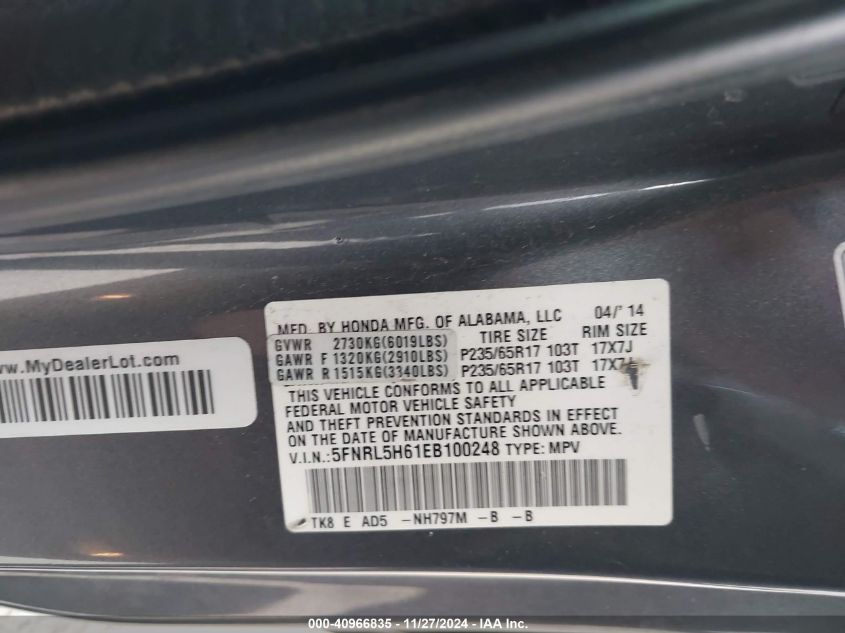 MFD. BY HONDA MFG. OF ALABAMA, LLC 04/'14
GVWR 2730KG(6019LBS) TIRE SIZE RIM SIZE
GAWR F 1320KG(2910LBS) P235/65R17 103T 17X7J
GAWR R 1515KG(3340LBS) P235/65R17 103T 17X7J
THIS VEHICLE CONFORMS TO ALL APPLICABLE
FEDERAL MOTOR VEHICLE SAFETY
AND THEFT PREVENTION STANDARDS IN EFFECT
ON THE DATE OF MANUFACTURE SHOWN ABOVE.
V.I.N.:5FNRL5H61EB100248 TYPE: MPV
TK8 E AD5 -NH797M -B -B
www.MyDealerLot.com
000-40966835 - 11/27/2024 - IAA Inc.